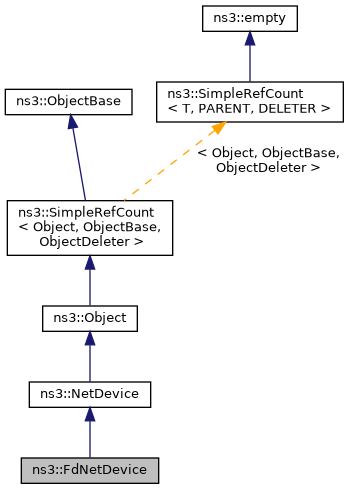 ns3::empty
ns3::ObjectBase
ns3::SimpleRefCount
< T, PARENT, DELETER >
< Object, ObjectBase,
ObjectDeleter >
ns3::SimpleRefCount
< Object, ObjectBase,
ObjectDeleter >
ns3::Object
ns3::NetDevice
ns3::FdNetDevice